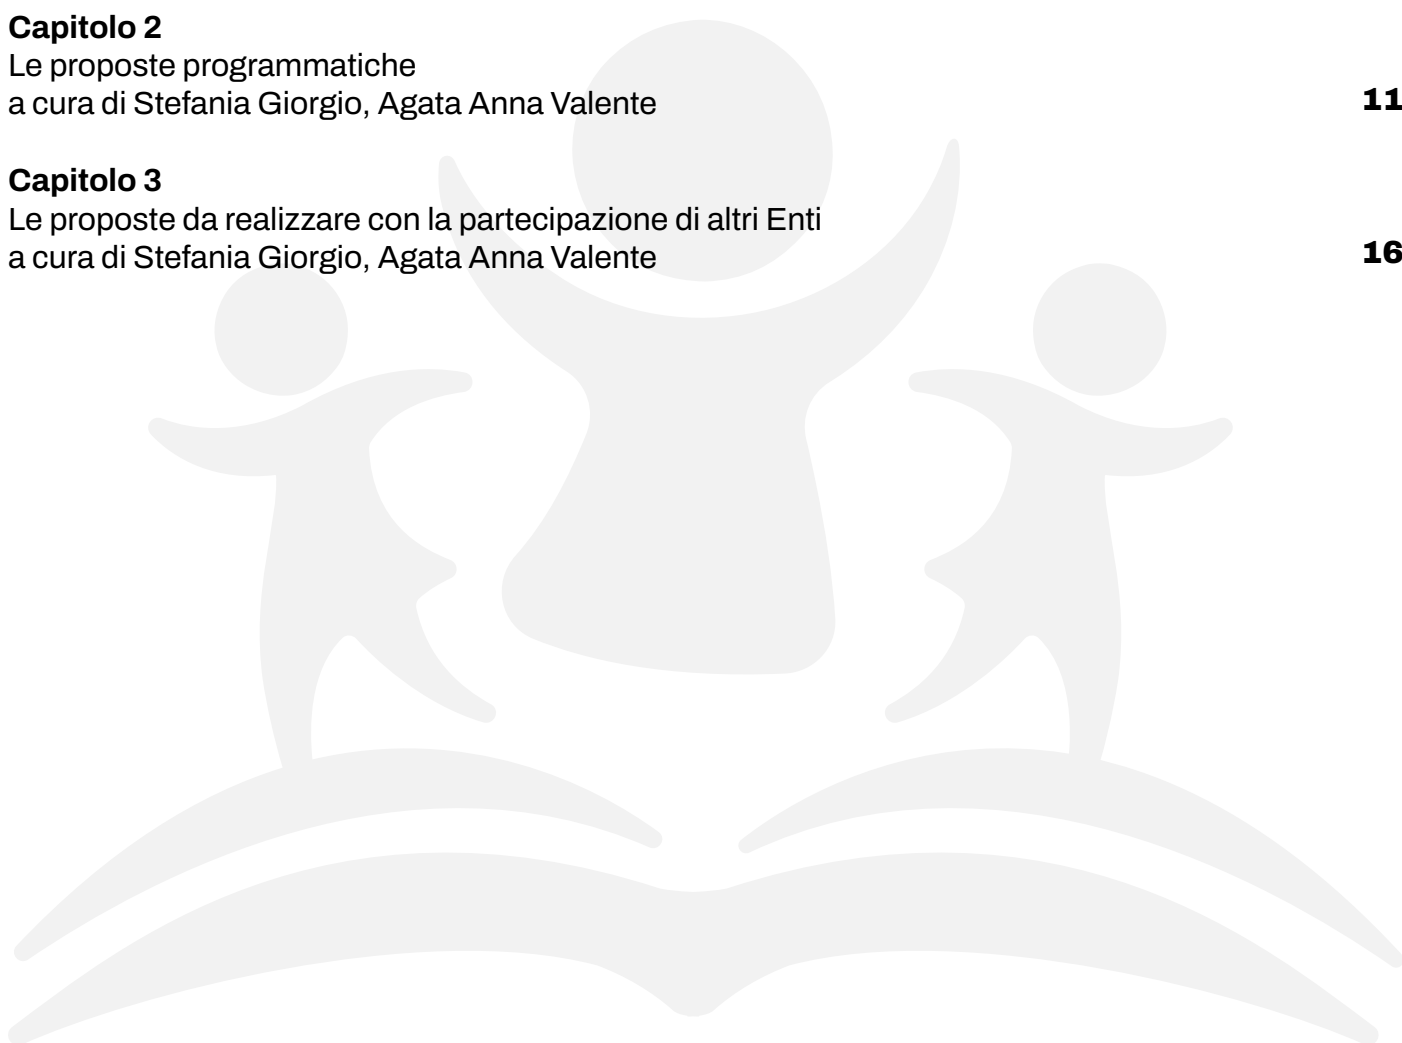 Capitolo 2
Le proposte programmatiche
a cura di Stefania Giorgio, Agata Anna Valente 11
Capitolo 3
Le proposte da realizzare con la partecipazione di altri Enti
a cura di Stefania Giorgio, Agata Anna Valente 16